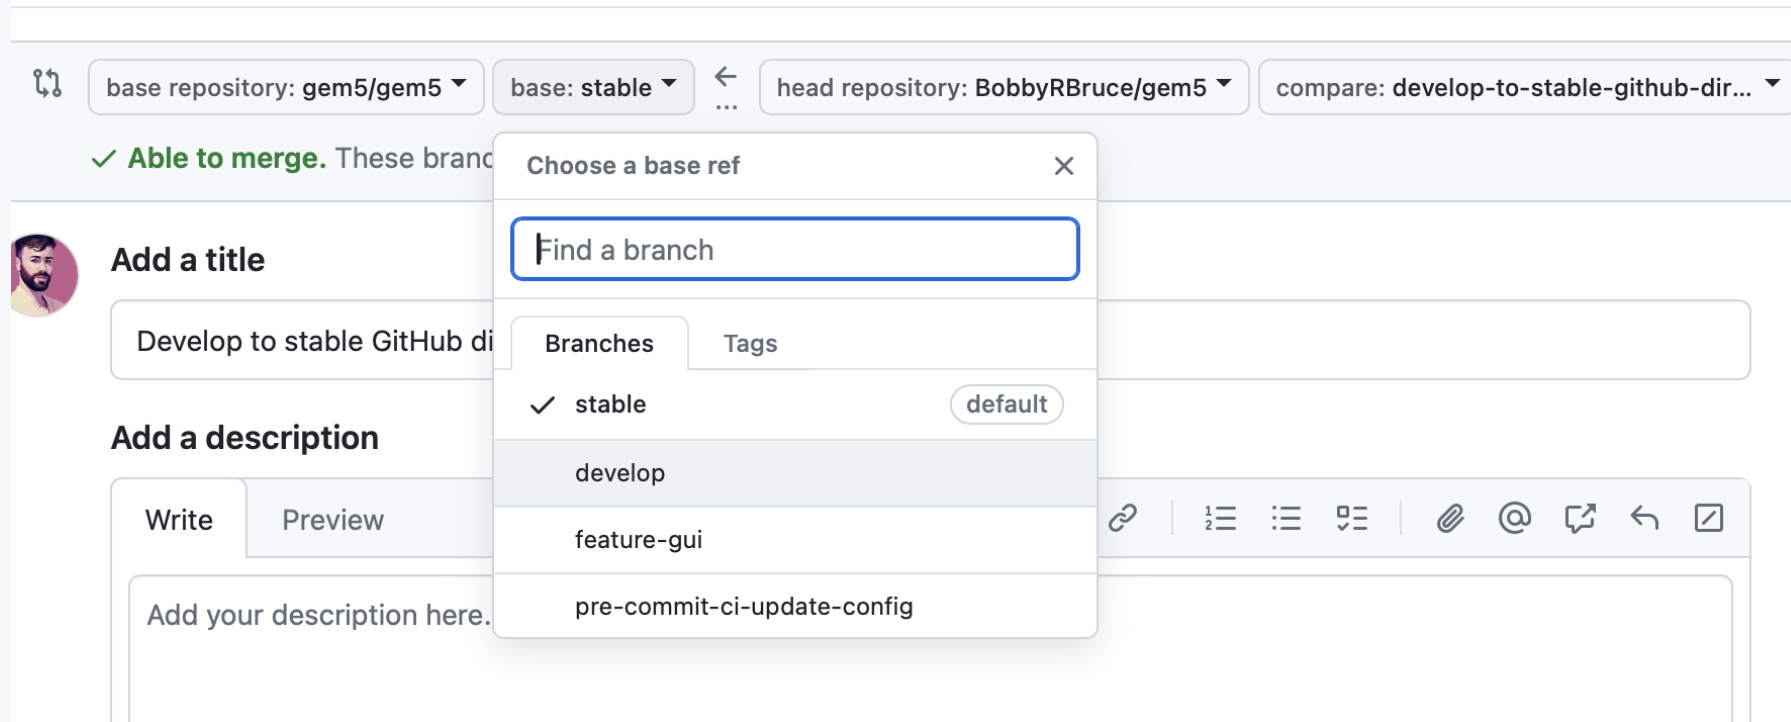 base repository: gem5/gem5 base: stable ← ... head repository: BobbyRBruce/gem5 compare: develop-to-stable-github-dir...
Able to merge. These branc
Choose a base ref
Find a branch
Add a title
Branches Tags
Develop to stable GitHub di
stable default
Add a description
develop
Write Preview
feature-gui
pre-commit-ci-update-config
Add your description here.